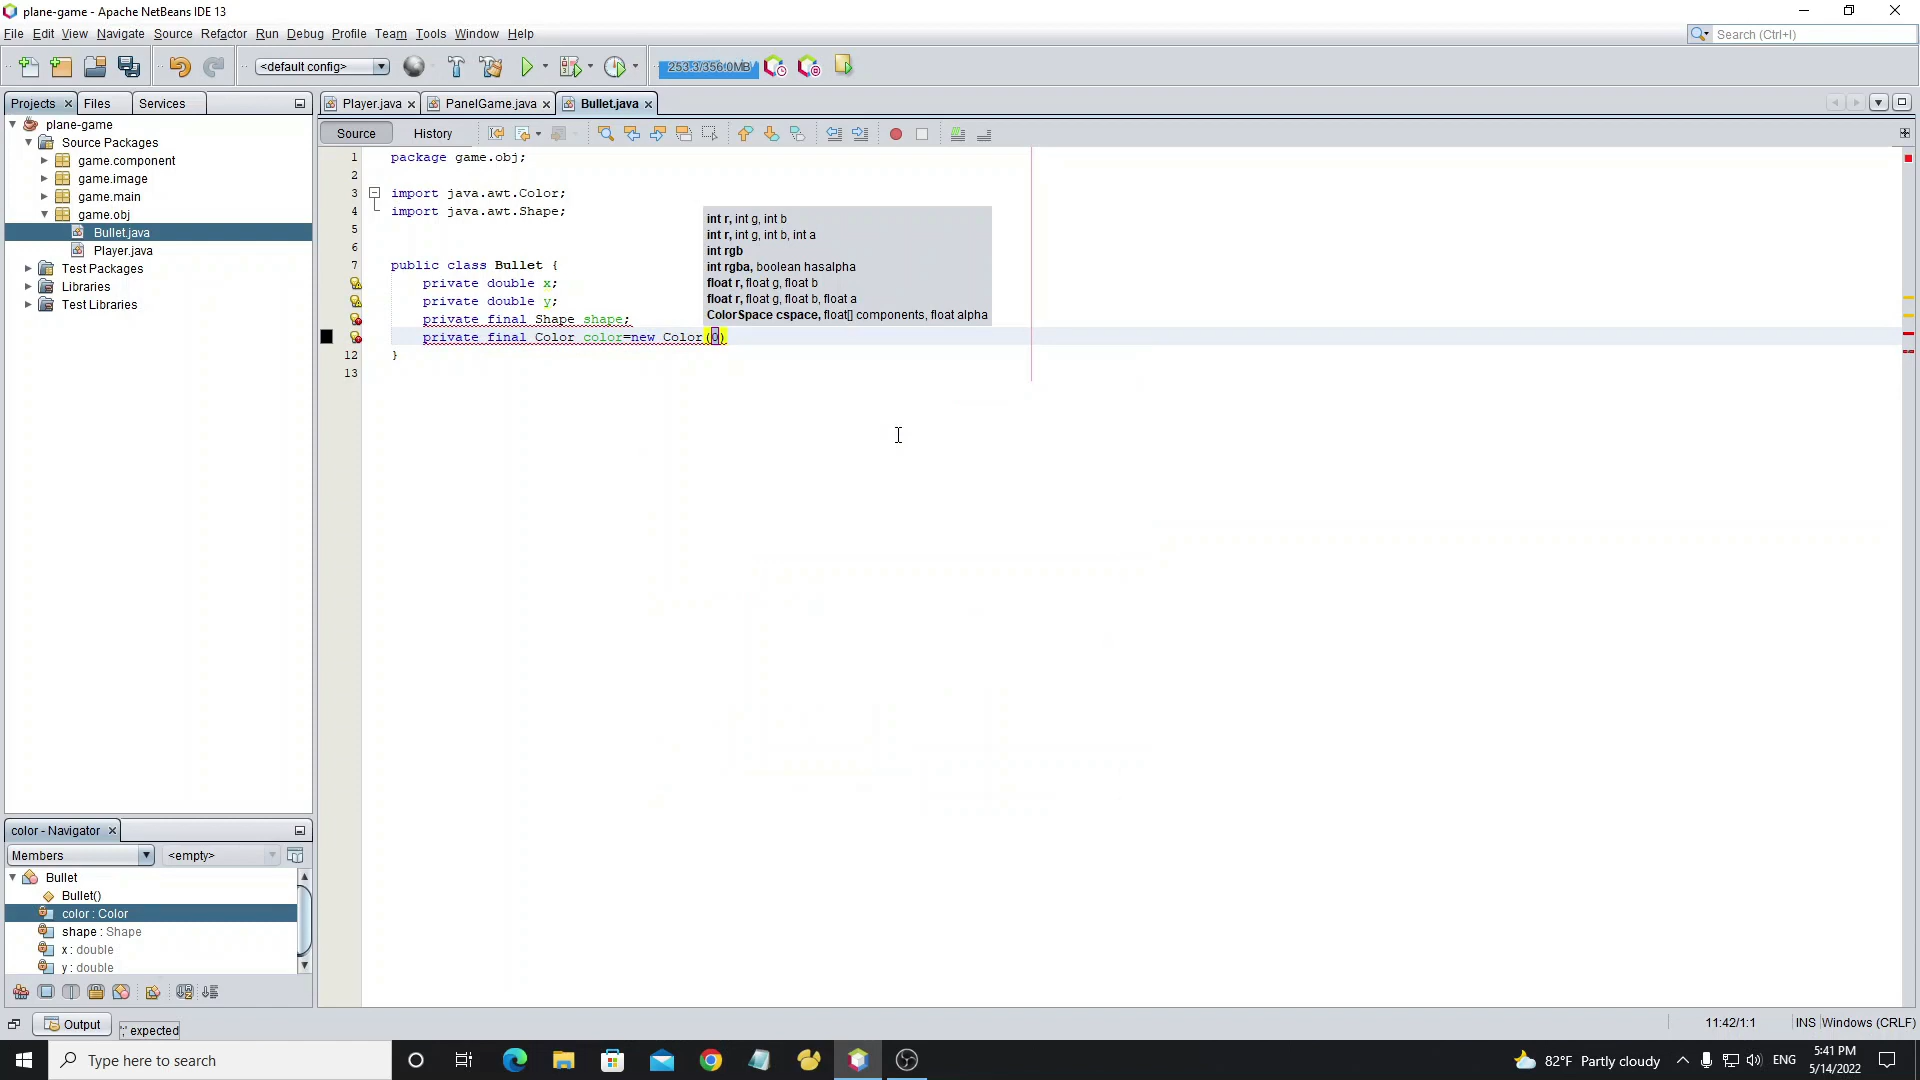 plane-game - Apache NetBeans IDE 13
File Edit View Navigate Source Refactor Run Debug Profile Team Tools Window Help
Search (Ctrl+I)
<default config>
253.3/356.0MB
Projects Files Services
Player.java PanelGame.java Bullet.java
plane-game
Source Packages
game.component
game.image
game.main
game.obj
Bullet.java
Player.java
Test Packages
Libraries
Test Libraries
Source History
1 package game.obj;
2
3 import java.awt.Color;
4 import java.awt.Shape;
5
6
7 public class Bullet {
private double x;
private double y;
private final Shape shape;
private final Color color=new Color(0)
12 }
13
int r, int g, int b
int r, int g, int b, int a
int rgb
int rgba, boolean hasalpha
float r, float g, float b
float r, float g, float b, float a
ColorSpace cspace, float[] components, float alpha
color - Navigator
Members <empty>
Bullet
Bullet()
color : Color
shape : Shape
x : double
y : double
Output ';' expected
11:42/1:1 INS Windows (CRLF)
Type here to search
82°F Partly cloudy ENG
5:41 PM
5/14/2022